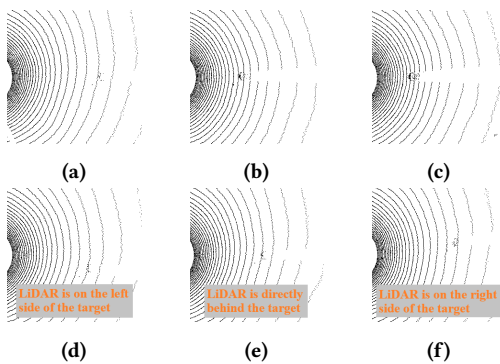 (a)
(b)
(c)
LiDAR is on the left
side of the target
LiDAR is directly
behind the target
LiDAR is on the right
side of the target
(d)
(e)
(f)